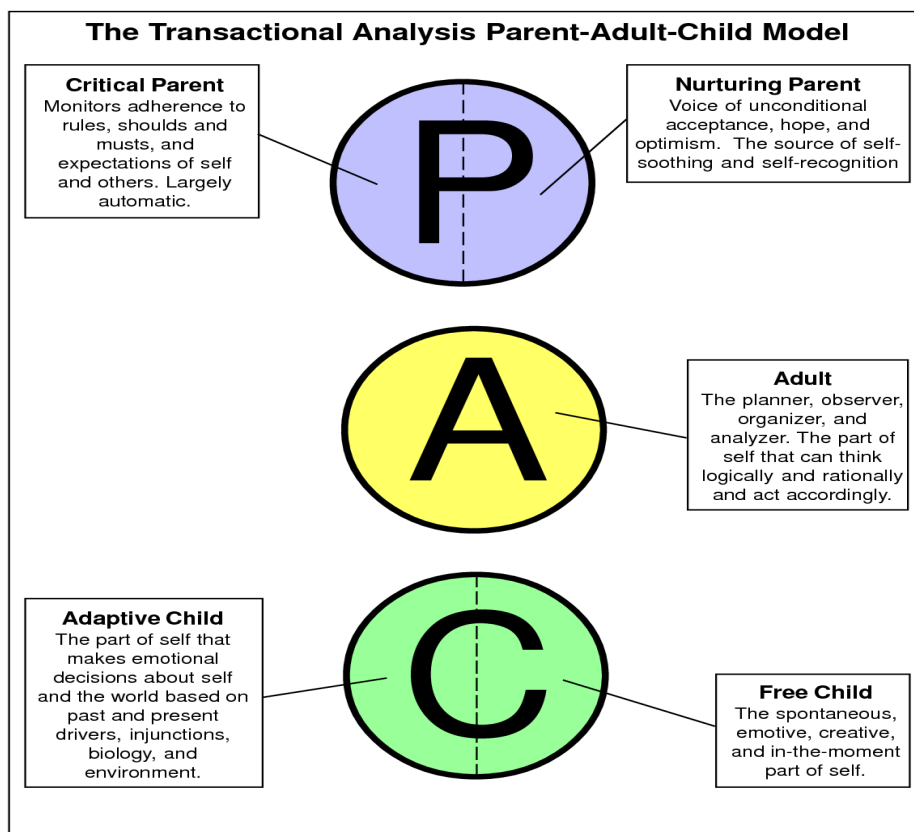 The Transactional Analysis Parent-Adult-Child Model
Critical Parent
Monitors adherence to
rules, shoulds and
musts, and
expectations of self
and others. Largely
automatic.
Nurturing Parent
Voice of unconditional
acceptance, hope, and
optimism. The source of self-
soothing and self-recognition
P
A
Adult
The planner, observer,
organizer, and
analyzer. The part of
self that can think
logically and rationally
and act accordingly.
Adaptive Child
The part of self that
makes emotional
decisions about self
and the world based on
past and present
drivers, injunctions,
biology, and
environment.
C
Free Child
The spontaneous,
emotive, creative,
and in-the-moment
part of self.